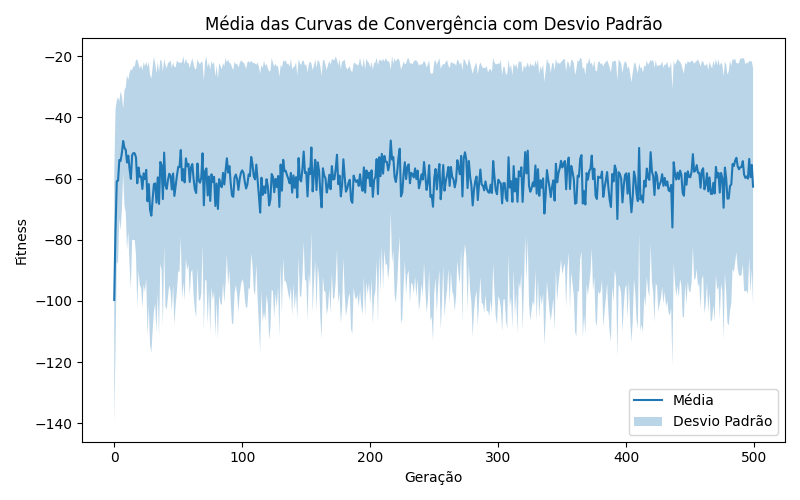 Média das Curvas de Convergência com Desvio Padrão
−20
−40
−60
−80
−100
−120
−140
Fitness
0
100
200
300
400
500
Geração
Média
Desvio Padrão